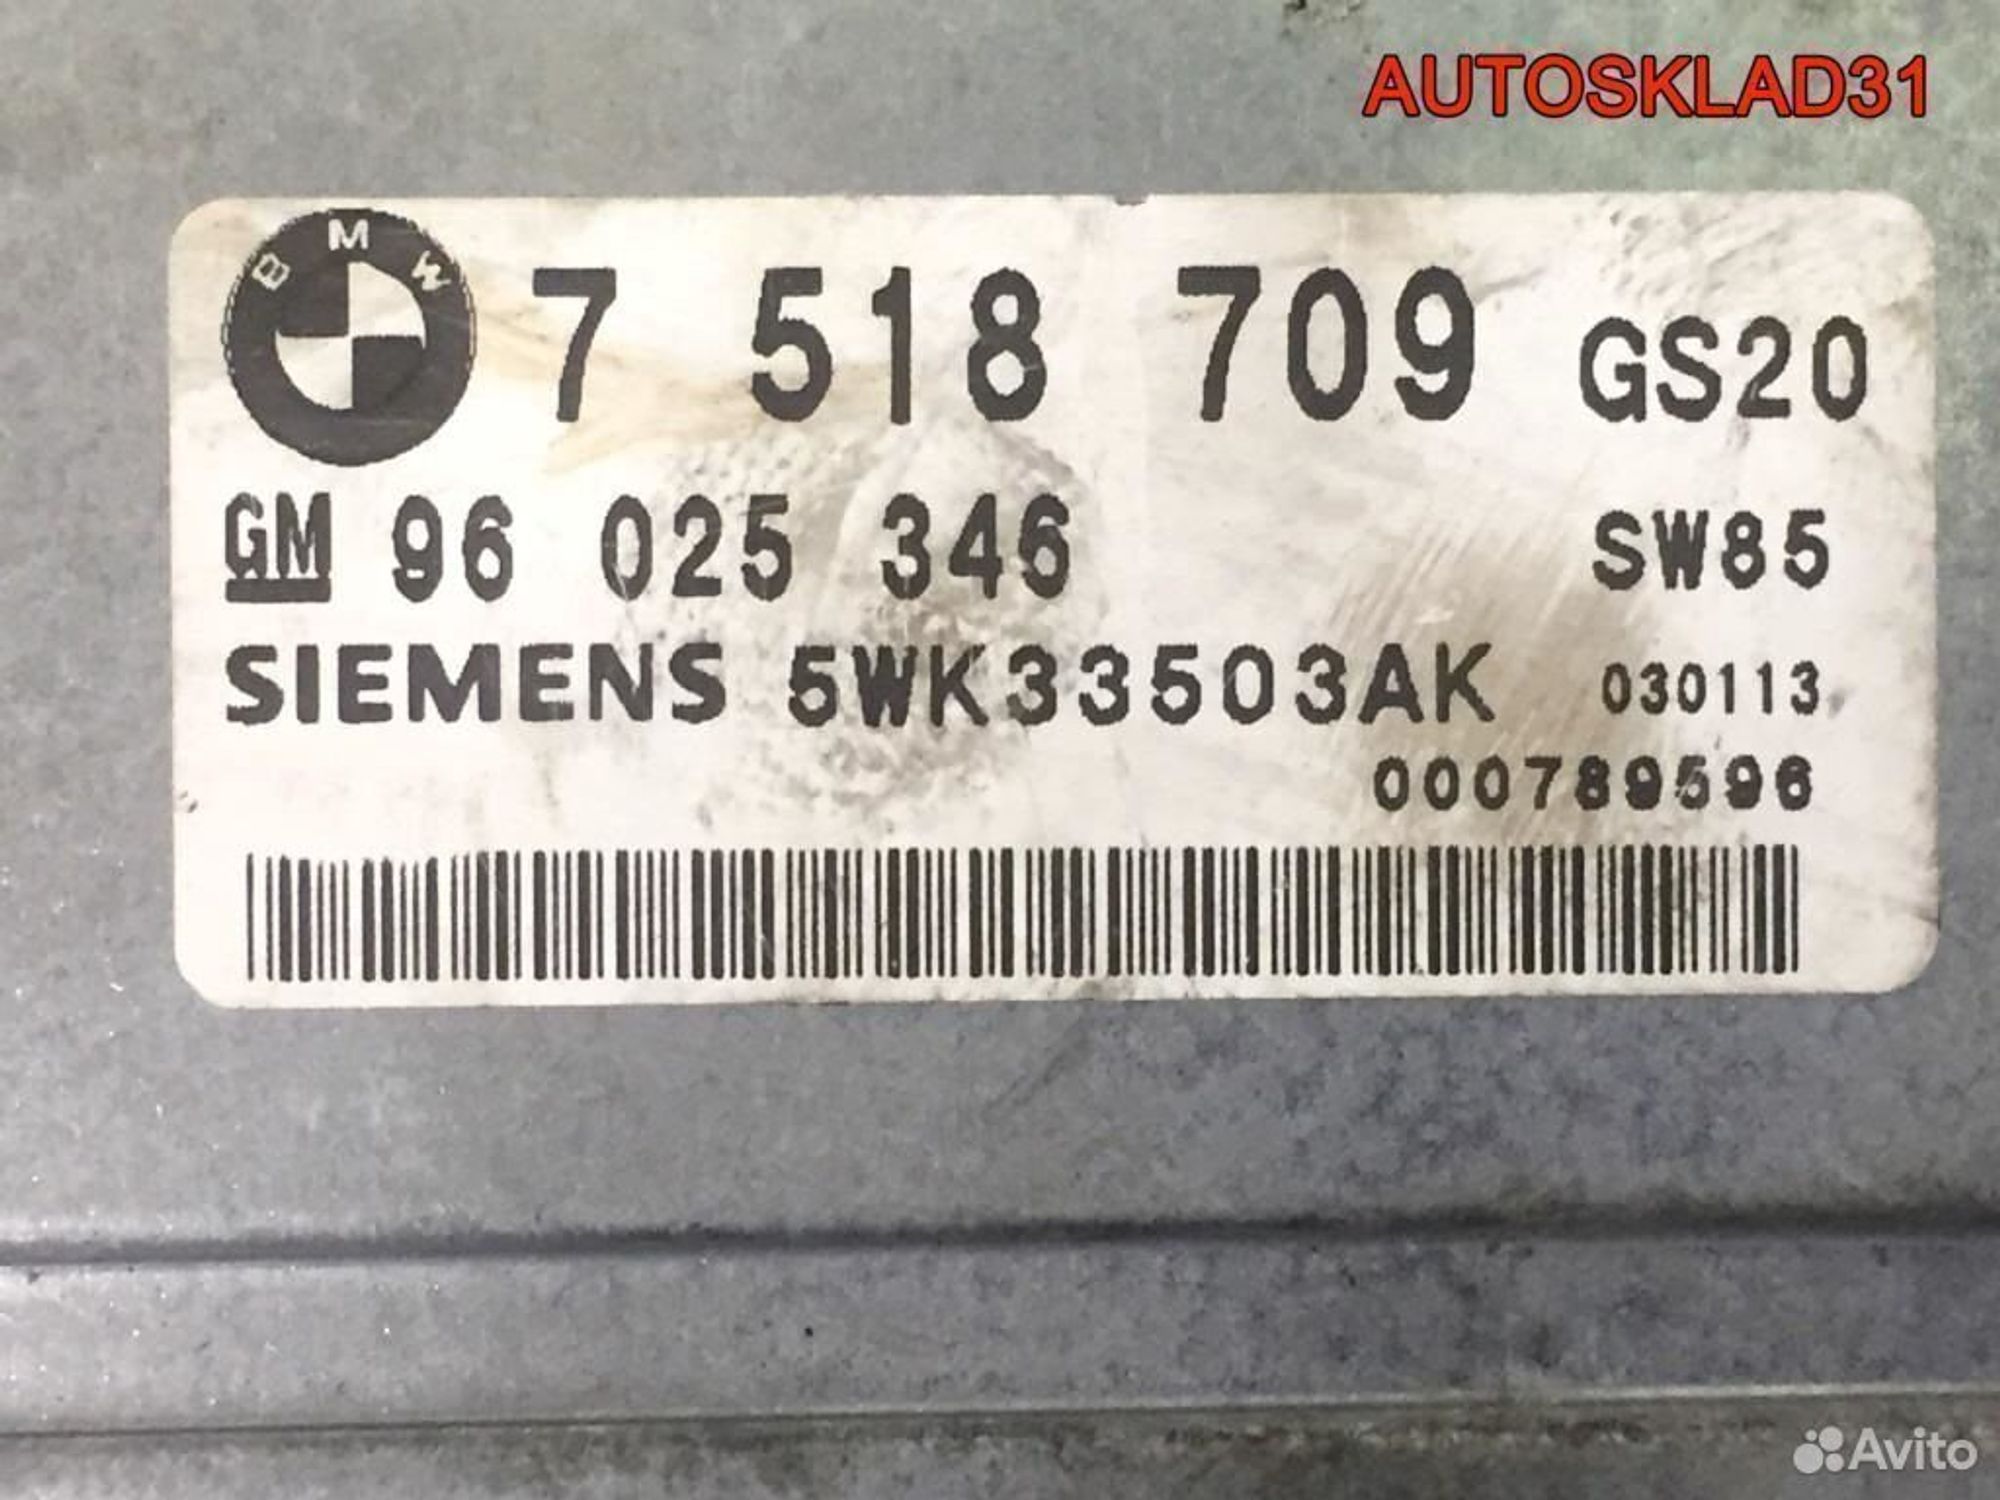 AUTOSKLAD31
BMW 7 518 709 GS20
GM 96 025 346 SW85
SIEMENS 5WK33503AK 030113
000789596
Avito